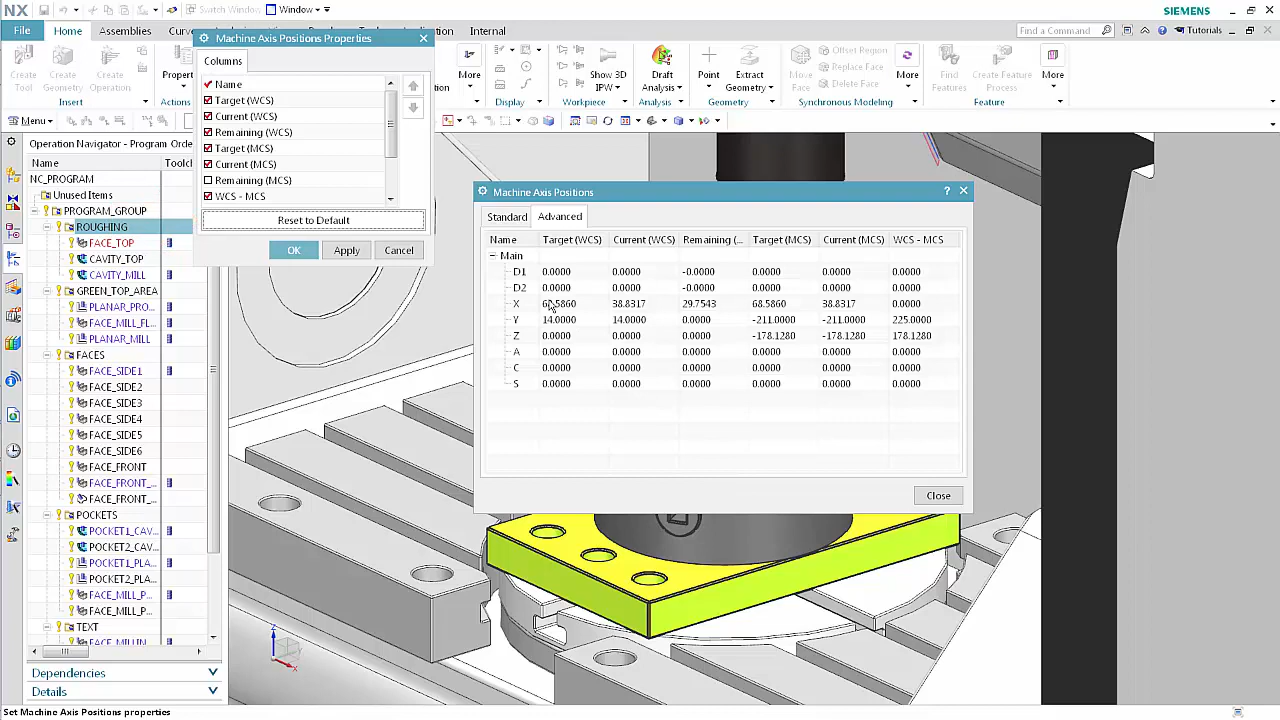 NX
Switch Window
Window
SIEMENS
File
Home
Assemblies
Internal
Find a Command
Tutorials
Machine Axis Positions Properties
Columns
Name
Target (WCS)
Current (WCS)
Remaining (WCS)
Target (MCS)
Current (MCS)
Remaining (MCS)
WCS - MCS
Reset to Default
OK
Apply
Cancel
Create Tool
Create Geometry
Create Operation
Insert
Actions
More
Display
Show 3D IPW
Workpiece
Draft Analysis
Analysis
Point
Extract Geometry
Geometry
Move Face
Offset Region
Replace Face
Delete Face
More
Synchronous Modeling
Find Features
Create Feature Process
More
Feature
Menu
Operation Navigator - Program Orde
Name
NC_PROGRAM
Unused Items
PROGRAM_GROUP
ROUGHING
FACE_TOP
CAVITY_TOP
CAVITY_MILL
GREEN_TOP_AREA
PLANAR_PRO...
FACE_MILL_FL...
PLANAR_MILL
FACES
FACE_SIDE1
FACE_SIDE2
FACE_SIDE3
FACE_SIDE4
FACE_SIDE5
FACE_SIDE6
FACE_FRONT
FACE_FRONT_...
FACE_FRONT_...
POCKETS
POCKET1_CAV...
POCKET2_CAV...
POCKET1_PLA...
POCKET2_PLA...
FACE_MILL_P...
FACE_MILL_P...
TEXT
Dependencies
Details
Machine Axis Positions
Standard
Advanced
Name Target (WCS) Current (WCS) Remaining (... Target (MCS) Current (MCS) WCS - MCS
Main
D1 0.0000 0.0000 -0.0000 0.0000 0.0000 0.0000
D2 0.0000 0.0000 -0.0000 0.0000 0.0000 0.0000
X 38.8317 29.7543 68.5860 38.8317 0.0000
Y 14.0000 14.0000 0.0000 -211.0000 -211.0000 225.0000
Z 0.0000 0.0000 0.0000 -178.1280 -178.1280 178.1280
A 0.0000 0.0000 0.0000 0.0000 0.0000 0.0000
C 0.0000 0.0000 0.0000 0.0000 0.0000 0.0000
S 0.0000 0.0000 0.0000 0.0000 0.0000 0.0000
Close
Set Machine Axis Positions properties